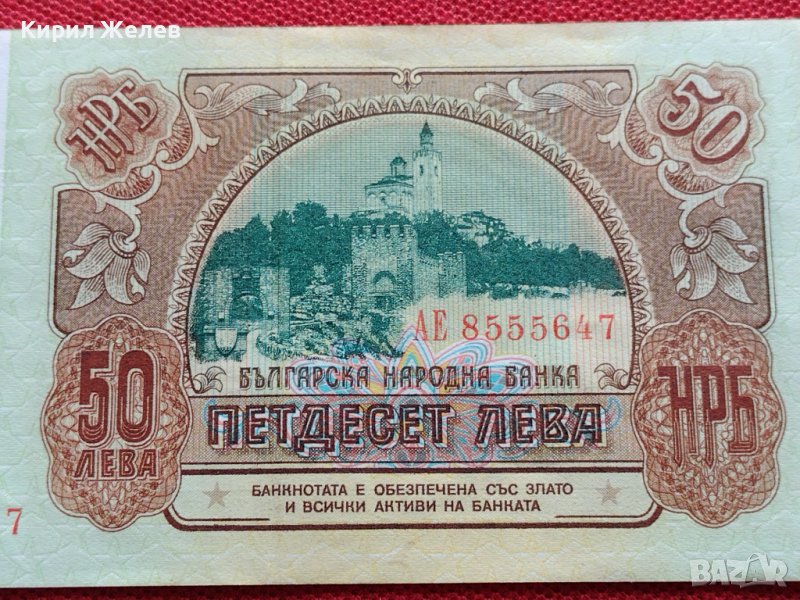 Кирил Желев
НРБ
50
АЕ 8555647
БЪЛГАРСКА НАРОДНА БАНКА
50
ЛЕВА
ПЕТДЕСЕТ ЛЕВА
НРБ
БАНКНОТАТА Е ОБЕЗПЕЧЕНА СЪС ЗЛАТО
И ВСИЧКИ АКТИВИ НА БАНКАТА
7
BAZAR